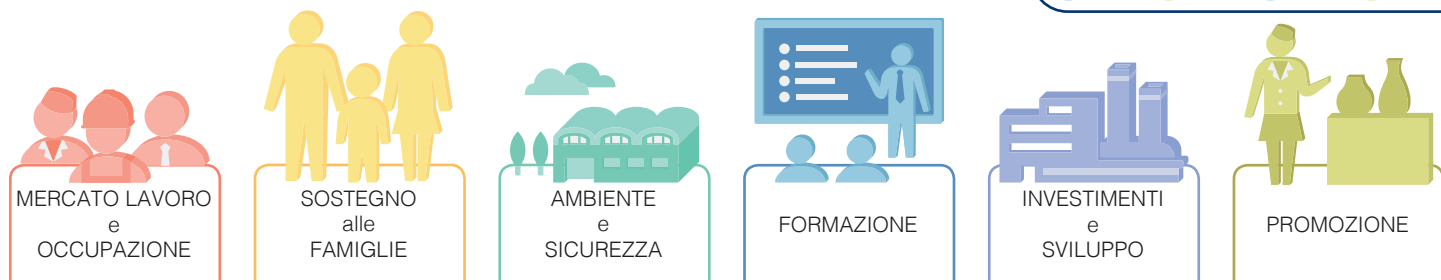 MERCATO LAVORO
e
OCCUPAZIONE
SOSTEGNO
alle
FAMIGLIE
AMBIENTE
e
SICUREZZA
FORMAZIONE
INVESTIMENTI
e
SVILUPPO
PROMOZIONE